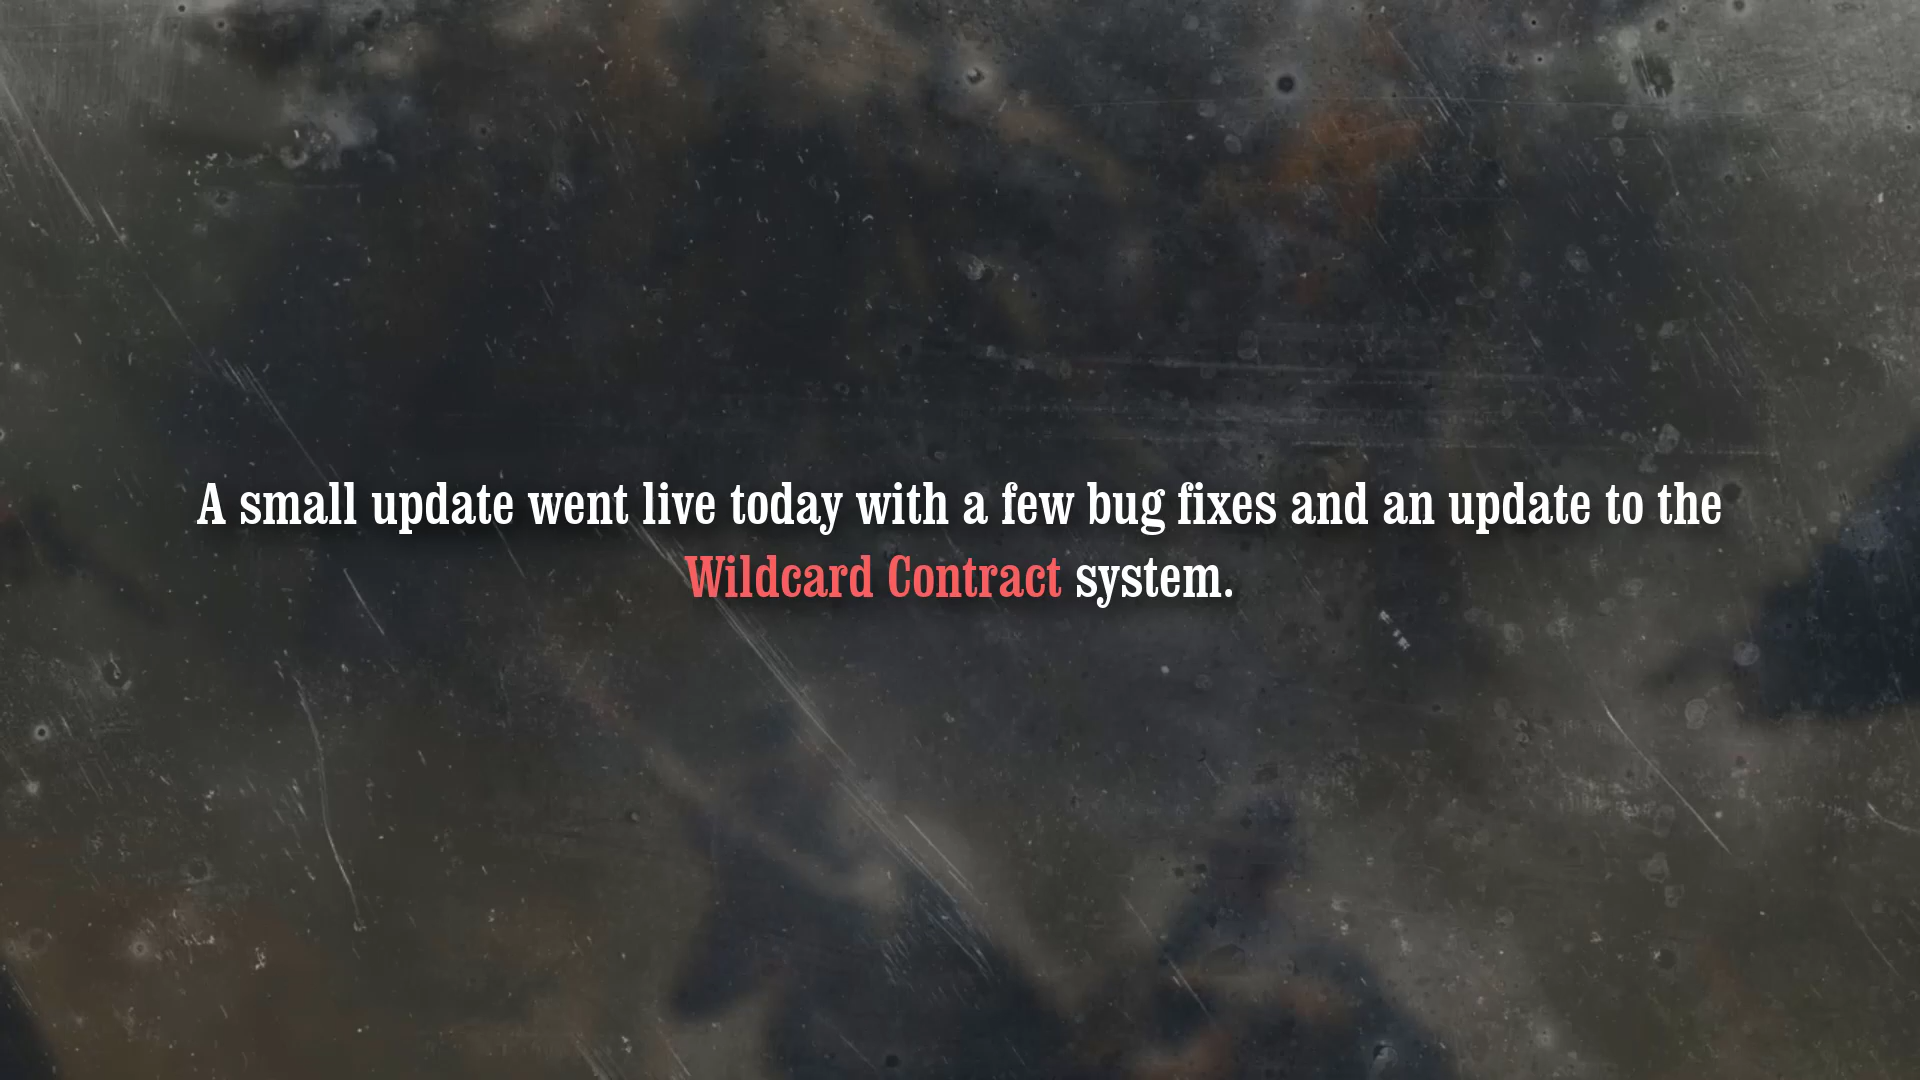 A small update went live today with a few bug fixes and an update to the
Wildcard Contract system.